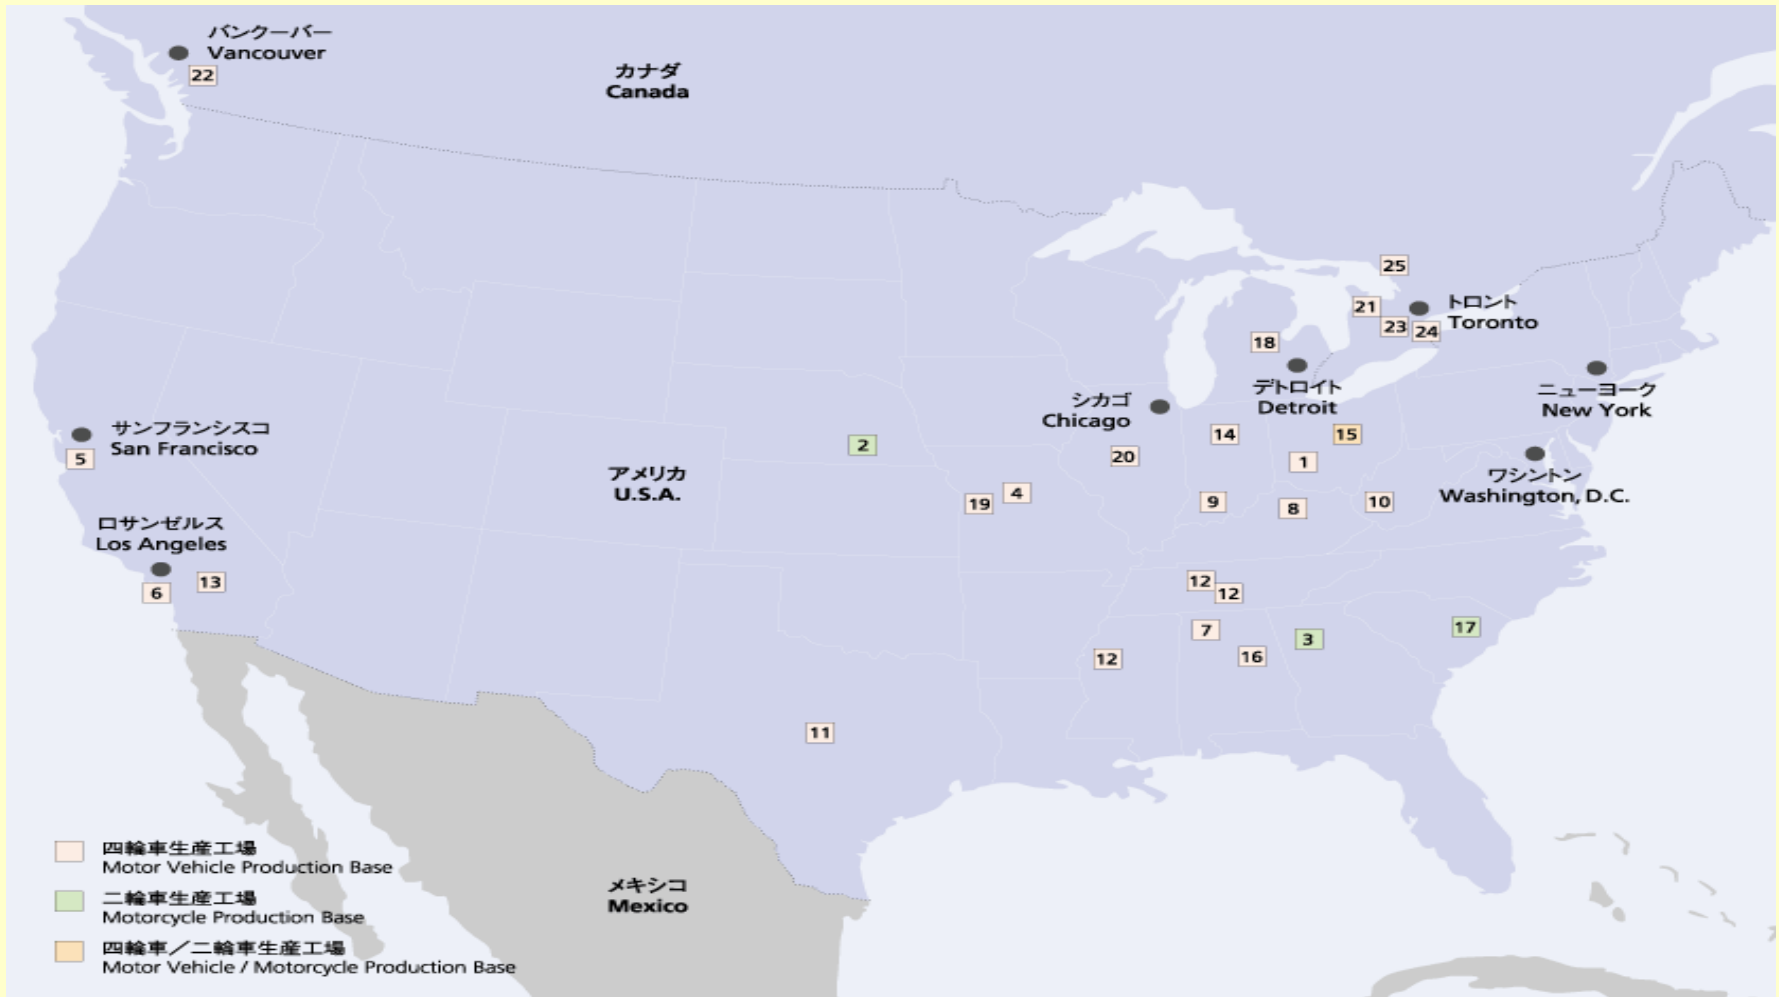 バンクーバー
Vancouver
22
カナダ
Canada
25
21
トロント
Toronto
23
24
18
デトロイト
Detroit
ニューヨーク
New York
シカゴ
Chicago
サンフランシスコ
San Francisco
5
2
14
15
20
1
アメリカ
U.S.A.
ワシントン
Washington, D.C.
19
4
9
8
10
ロサンゼルス
Los Angeles
6
13
12
12
7
3
17
12
16
11
四輪車生産工場
Motor Vehicle Production Base
二輪車生産工場
Motorcycle Production Base
四輪車/二輪車生産工場
Motor Vehicle / Motorcycle Production Base
メキシコ
Mexico